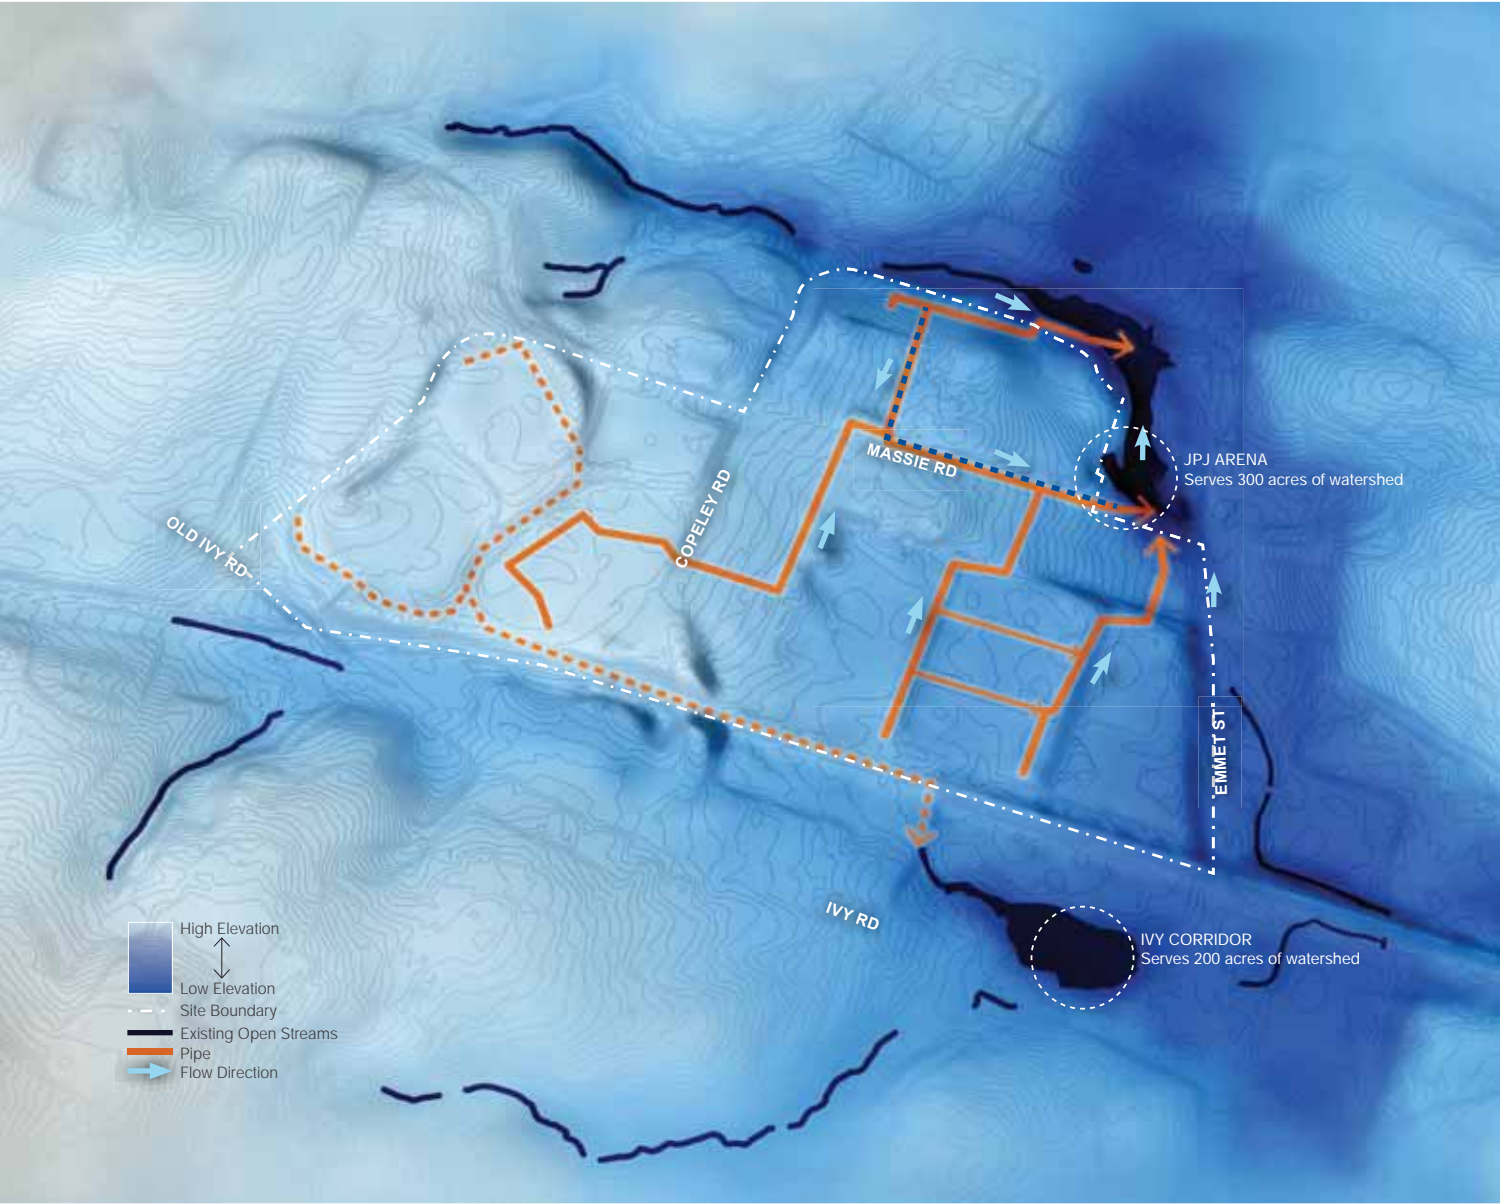 MASSIE RD
JPJ ARENA
Serves 300 acres of watershed
COPELEY RD
OLD IVY RD
EMMET ST
IVY RD
IVY CORRIDOR
Serves 200 acres of watershed
High Elevation
Low Elevation
Site Boundary
Existing Open Streams
Pipe
Flow Direction